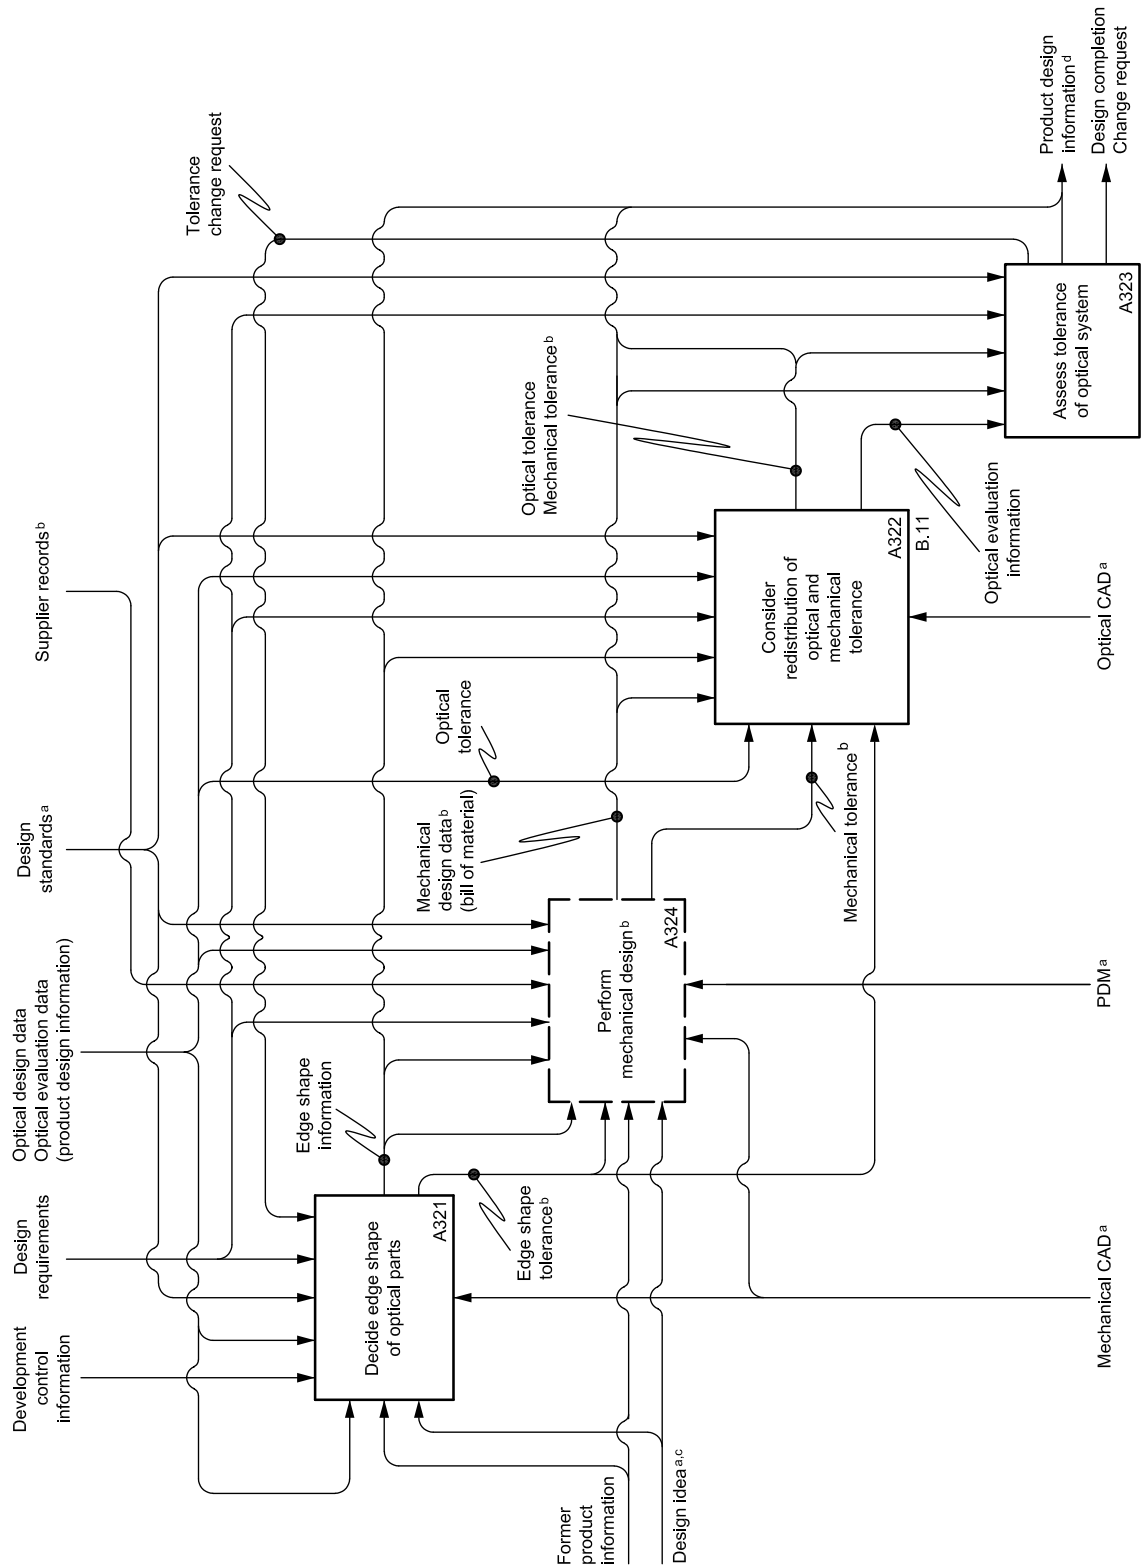 Development
control
information
Design
requirements
Optical design data
Optical evaluation data
(product design information)
Design
standards a
Supplier records b
Tolerance
change request
Edge shape
information
Decide edge shape
of optical parts
A321
Edge shape
tolerance b
Former
product
information
Design idea a,c
Mechanical
design data b
(bill of material)
Optical
tolerance
Perform
mechanical design b
A324
Mechanical tolerance b
Optical tolerance
Mechanical tolerance b
Consider
redistribution of
optical and
mechanical
tolerance
A322
B.11
Optical evaluation
information
Assess tolerance
of optical system
A323
Product design
information d
Design completion
Change request
Mechanical CAD a
PDM a
Optical CAD a